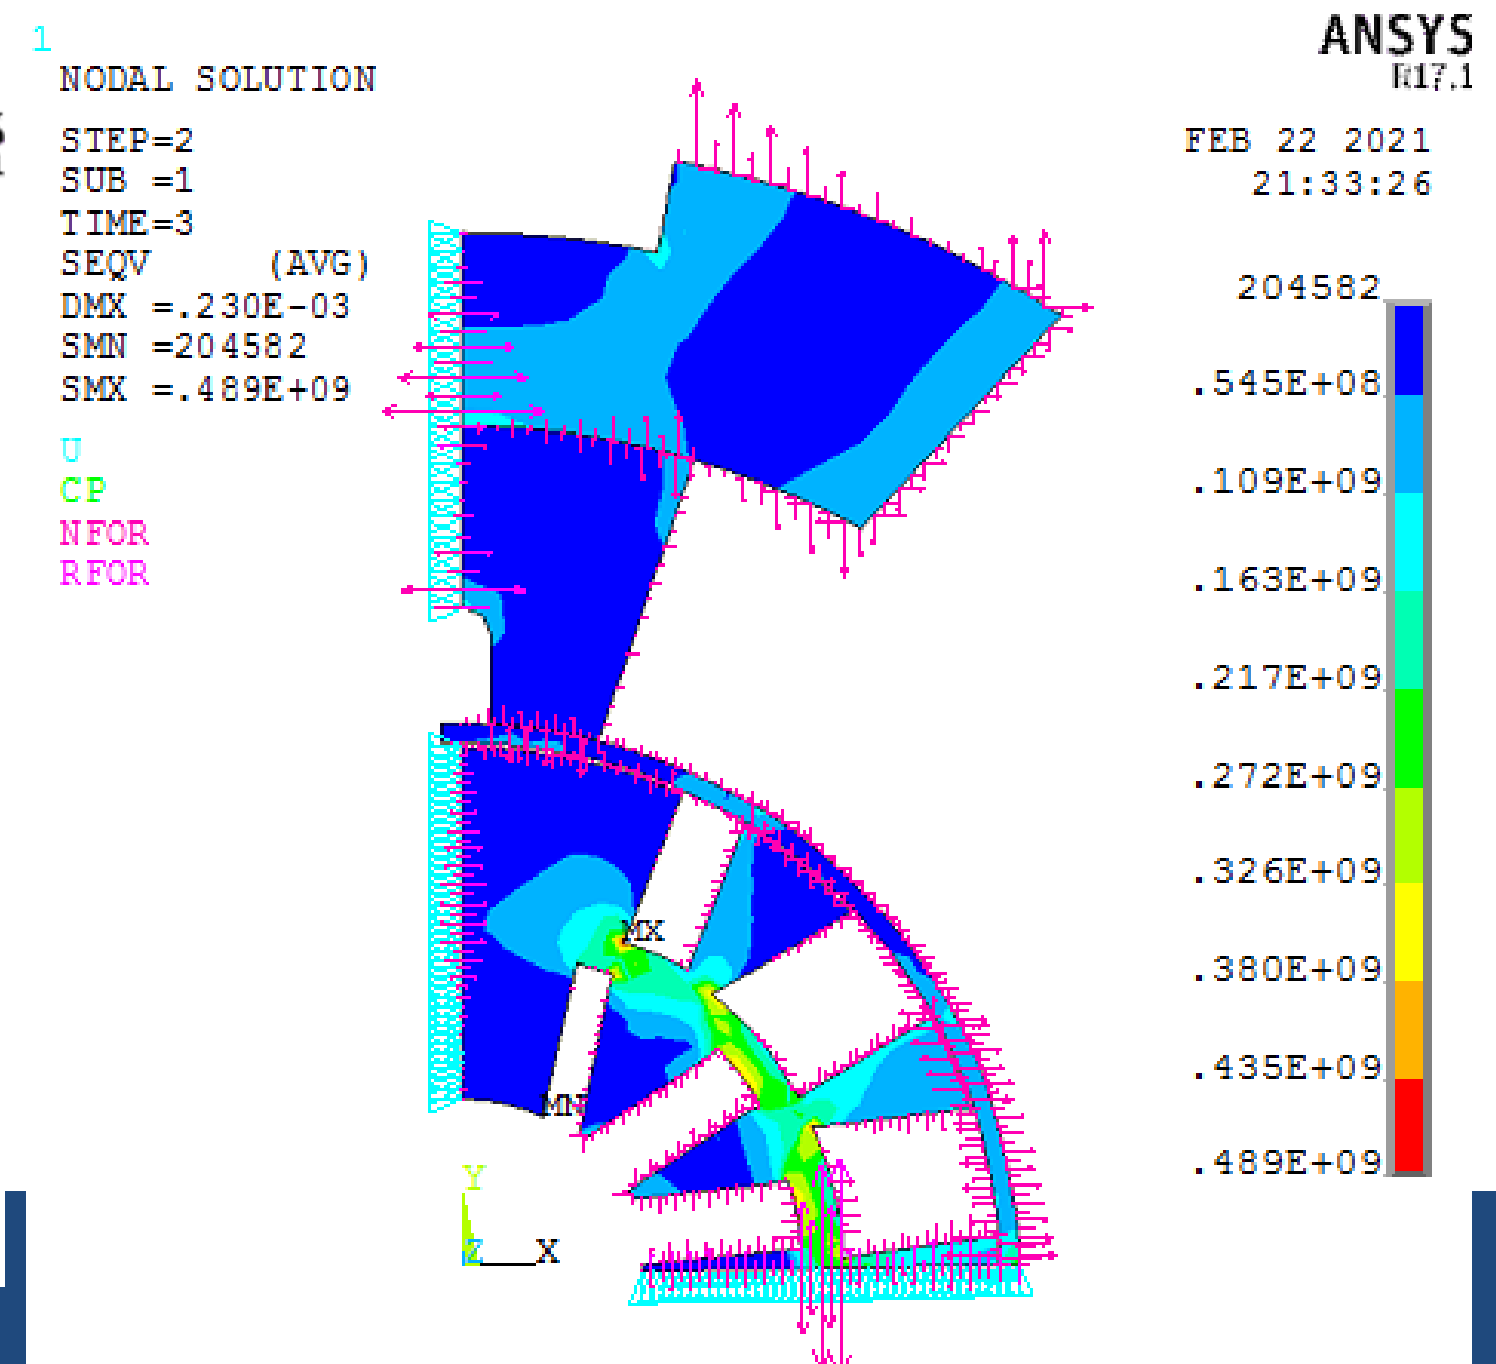 1
NODAL SOLUTION
STEP=2
SUB =1
TIME=3
SEQV (AVG)
DMX =.230E-03
SMN =204582
SMX =.489E+09
U
CP
NFOR
RFOR
ANSYS
R17.1
FEB 22 2021
21:33:26
204582
.545E+08
.109E+09
.163E+09
.217E+09
.272E+09
.326E+09
.380E+09
.435E+09
.489E+09
MX
MN
Y
Z X